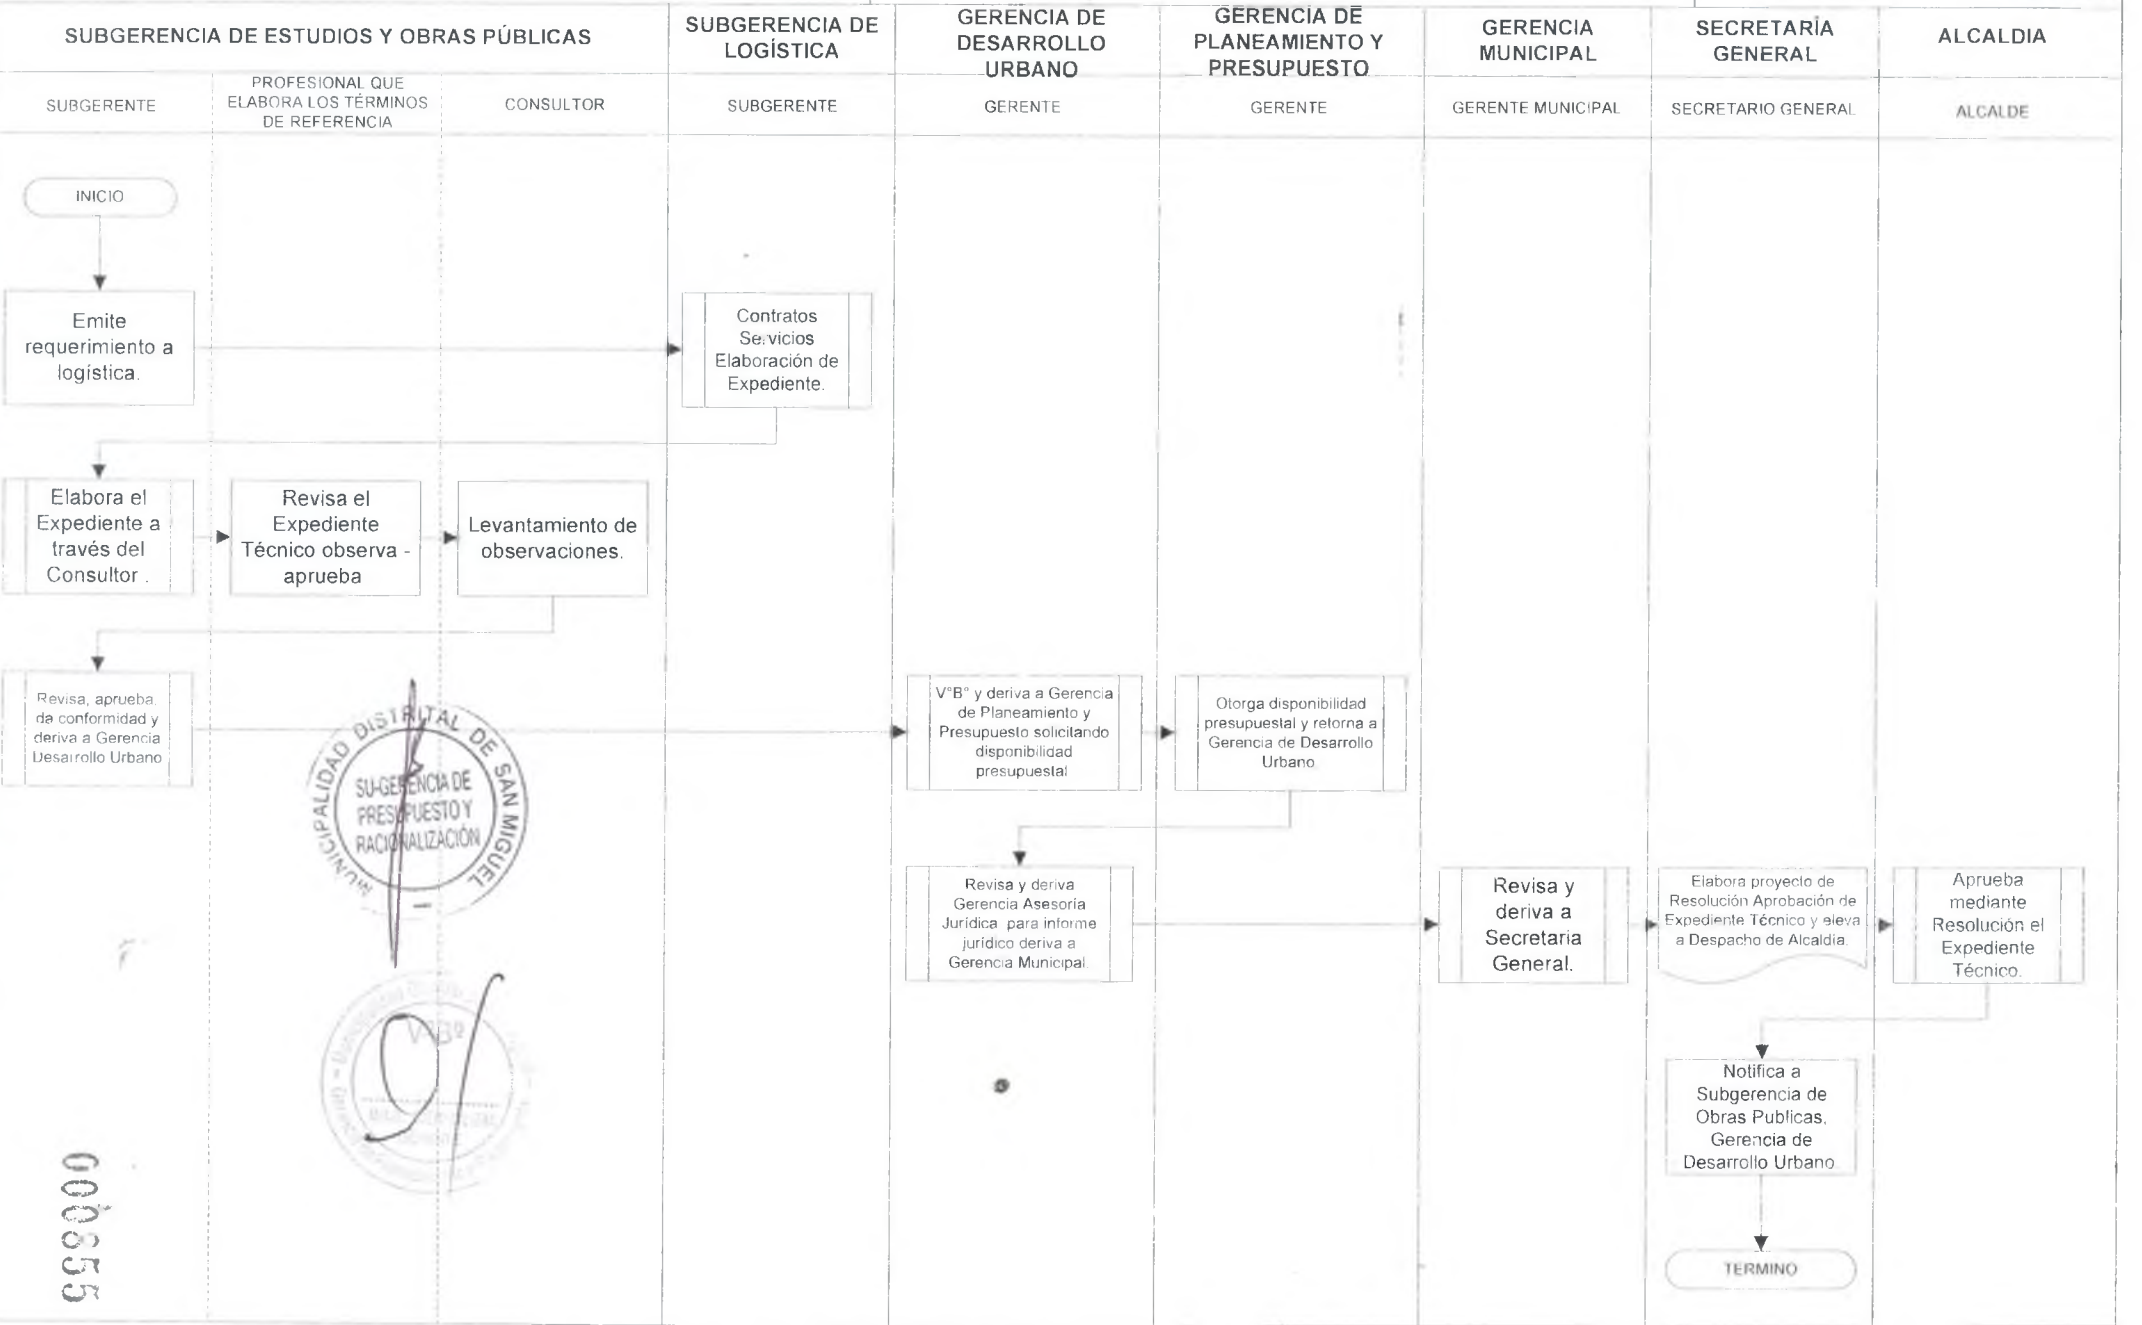 SUBGERENCIA DE ESTUDIOS Y OBRAS PÚBLICAS
SUBGERENCIA DE
LOGÍSTICA
GERENCIA DE
DESARROLLO
URBANO
GERENCIA DE
PLANEAMIENTO Y
PRESUPUESTO
GERENCIA
MUNICIPAL
SECRETARÍA
GENERAL
ALCALDIA
SUBGERENTE
PROFESIONAL QUE
ELABORA LOS TÉRMINOS
DE REFERENCIA
CONSULTOR
SUBGERENTE
GERENTE
GERENTE
GERENTE MUNICIPAL
SECRETARIO GENERAL
ALCALDE
INICIO
Emite
requerimiento a
logística.
Contratos
Servicios
Elaboración de
Expediente.
Elabora el
Expediente a
través del
Consultor .
Revisa el
Expediente
Técnico observa -
aprueba
Levantamiento de
observaciones.
Revisa, aprueba,
da conformidad y
deriva a Gerencia
Desarrollo Urbano
V°B° y deriva a Gerencia
de Planeamiento y
Presupuesto solicitando
disponibilidad
presupuestal
Otorga disponibilidad
presupuestal y retorna a
Gerencia de Desarrollo
Urbano
Revisa y deriva
Gerencia Asesoría
Jurídica para informe
jurídico deriva a
Gerencia Municipal.
Revisa y
deriva a
Secretaria
General.
Elabora proyecto de
Resolución Aprobación de
Expediente Técnico y eleva
a Despacho de Alcaldía.
Aprueba
mediante
Resolución el
Expediente
Técnico.
Notifica a
Subgerencia de
Obras Publicas,
Gerencia de
Desarrollo Urbano
TERMINO
MUNICIPALIDAD DISTRITAL DE SAN MIGUEL
SU-GERENCIA DE
PRESUPUESTO Y
RACIONALIZACIÓN
VºBº
000855